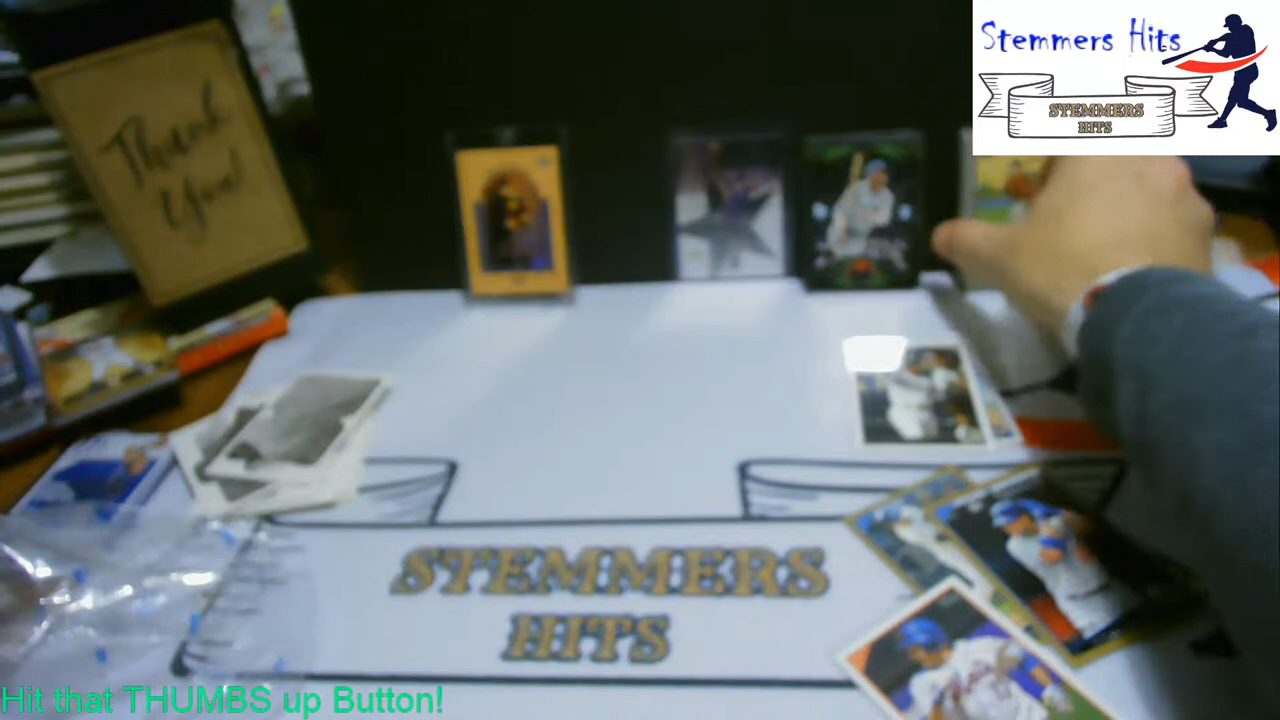 Thank
You!
Stemmers Hits
STEMMERS
HITS
STEMMERS
HITS
Hit that THUMBS up Button!